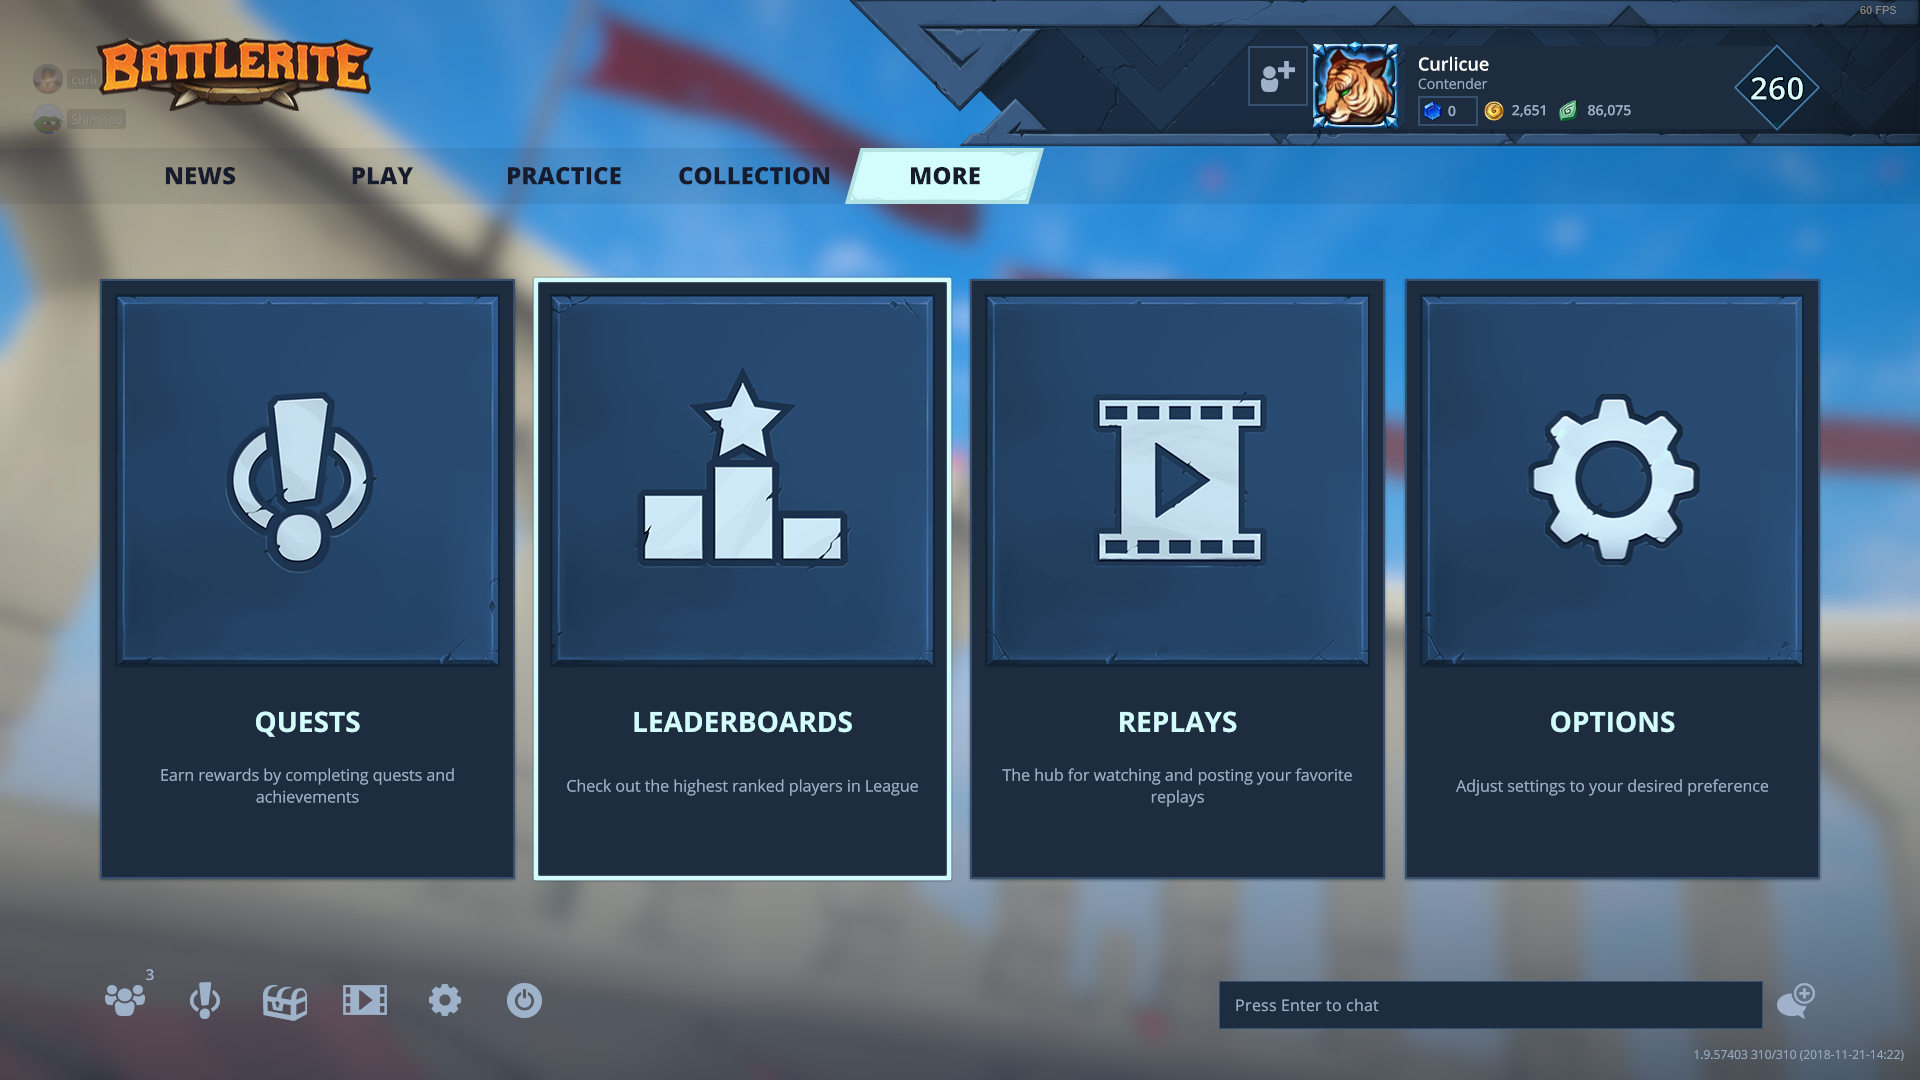 60 FPS
BATTLERITE
curli
Shimnoo
Curlicue
Contender
0 2,651 86,075
260
NEWS PLAY PRACTICE COLLECTION MORE
QUESTS
Earn rewards by completing quests and
achievements
LEADERBOARDS
Check out the highest ranked players in League
REPLAYS
The hub for watching and posting your favorite
replays
OPTIONS
Adjust settings to your desired preference
3
Press Enter to chat
1.9.57403 310/310 (2018-11-21-14:22)